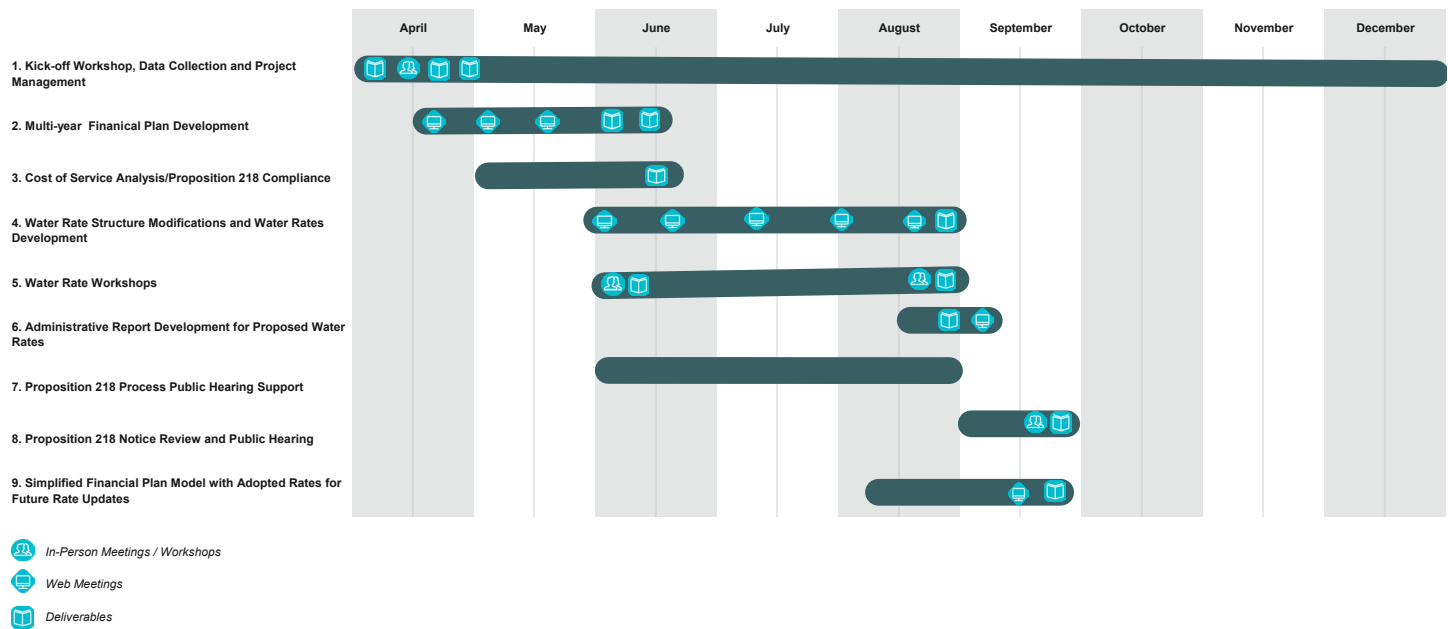 April May June July August September October November December
1. Kick-off Workshop, Data Collection and Project
Management
2. Multi-year  Finanical Plan Development
3. Cost of Service Analysis/Proposition 218 Compliance
4. Water Rate Structure Modifications and Water Rates
Development
5. Water Rate Workshops
6. Administrative Report Development for Proposed Water
Rates
7. Proposition 218 Process Public Hearing Support
8. Proposition 218 Notice Review and Public Hearing
9. Simplified Financial Plan Model with Adopted Rates for
Future Rate Updates
In-Person Meetings / Workshops
Web Meetings
Deliverables